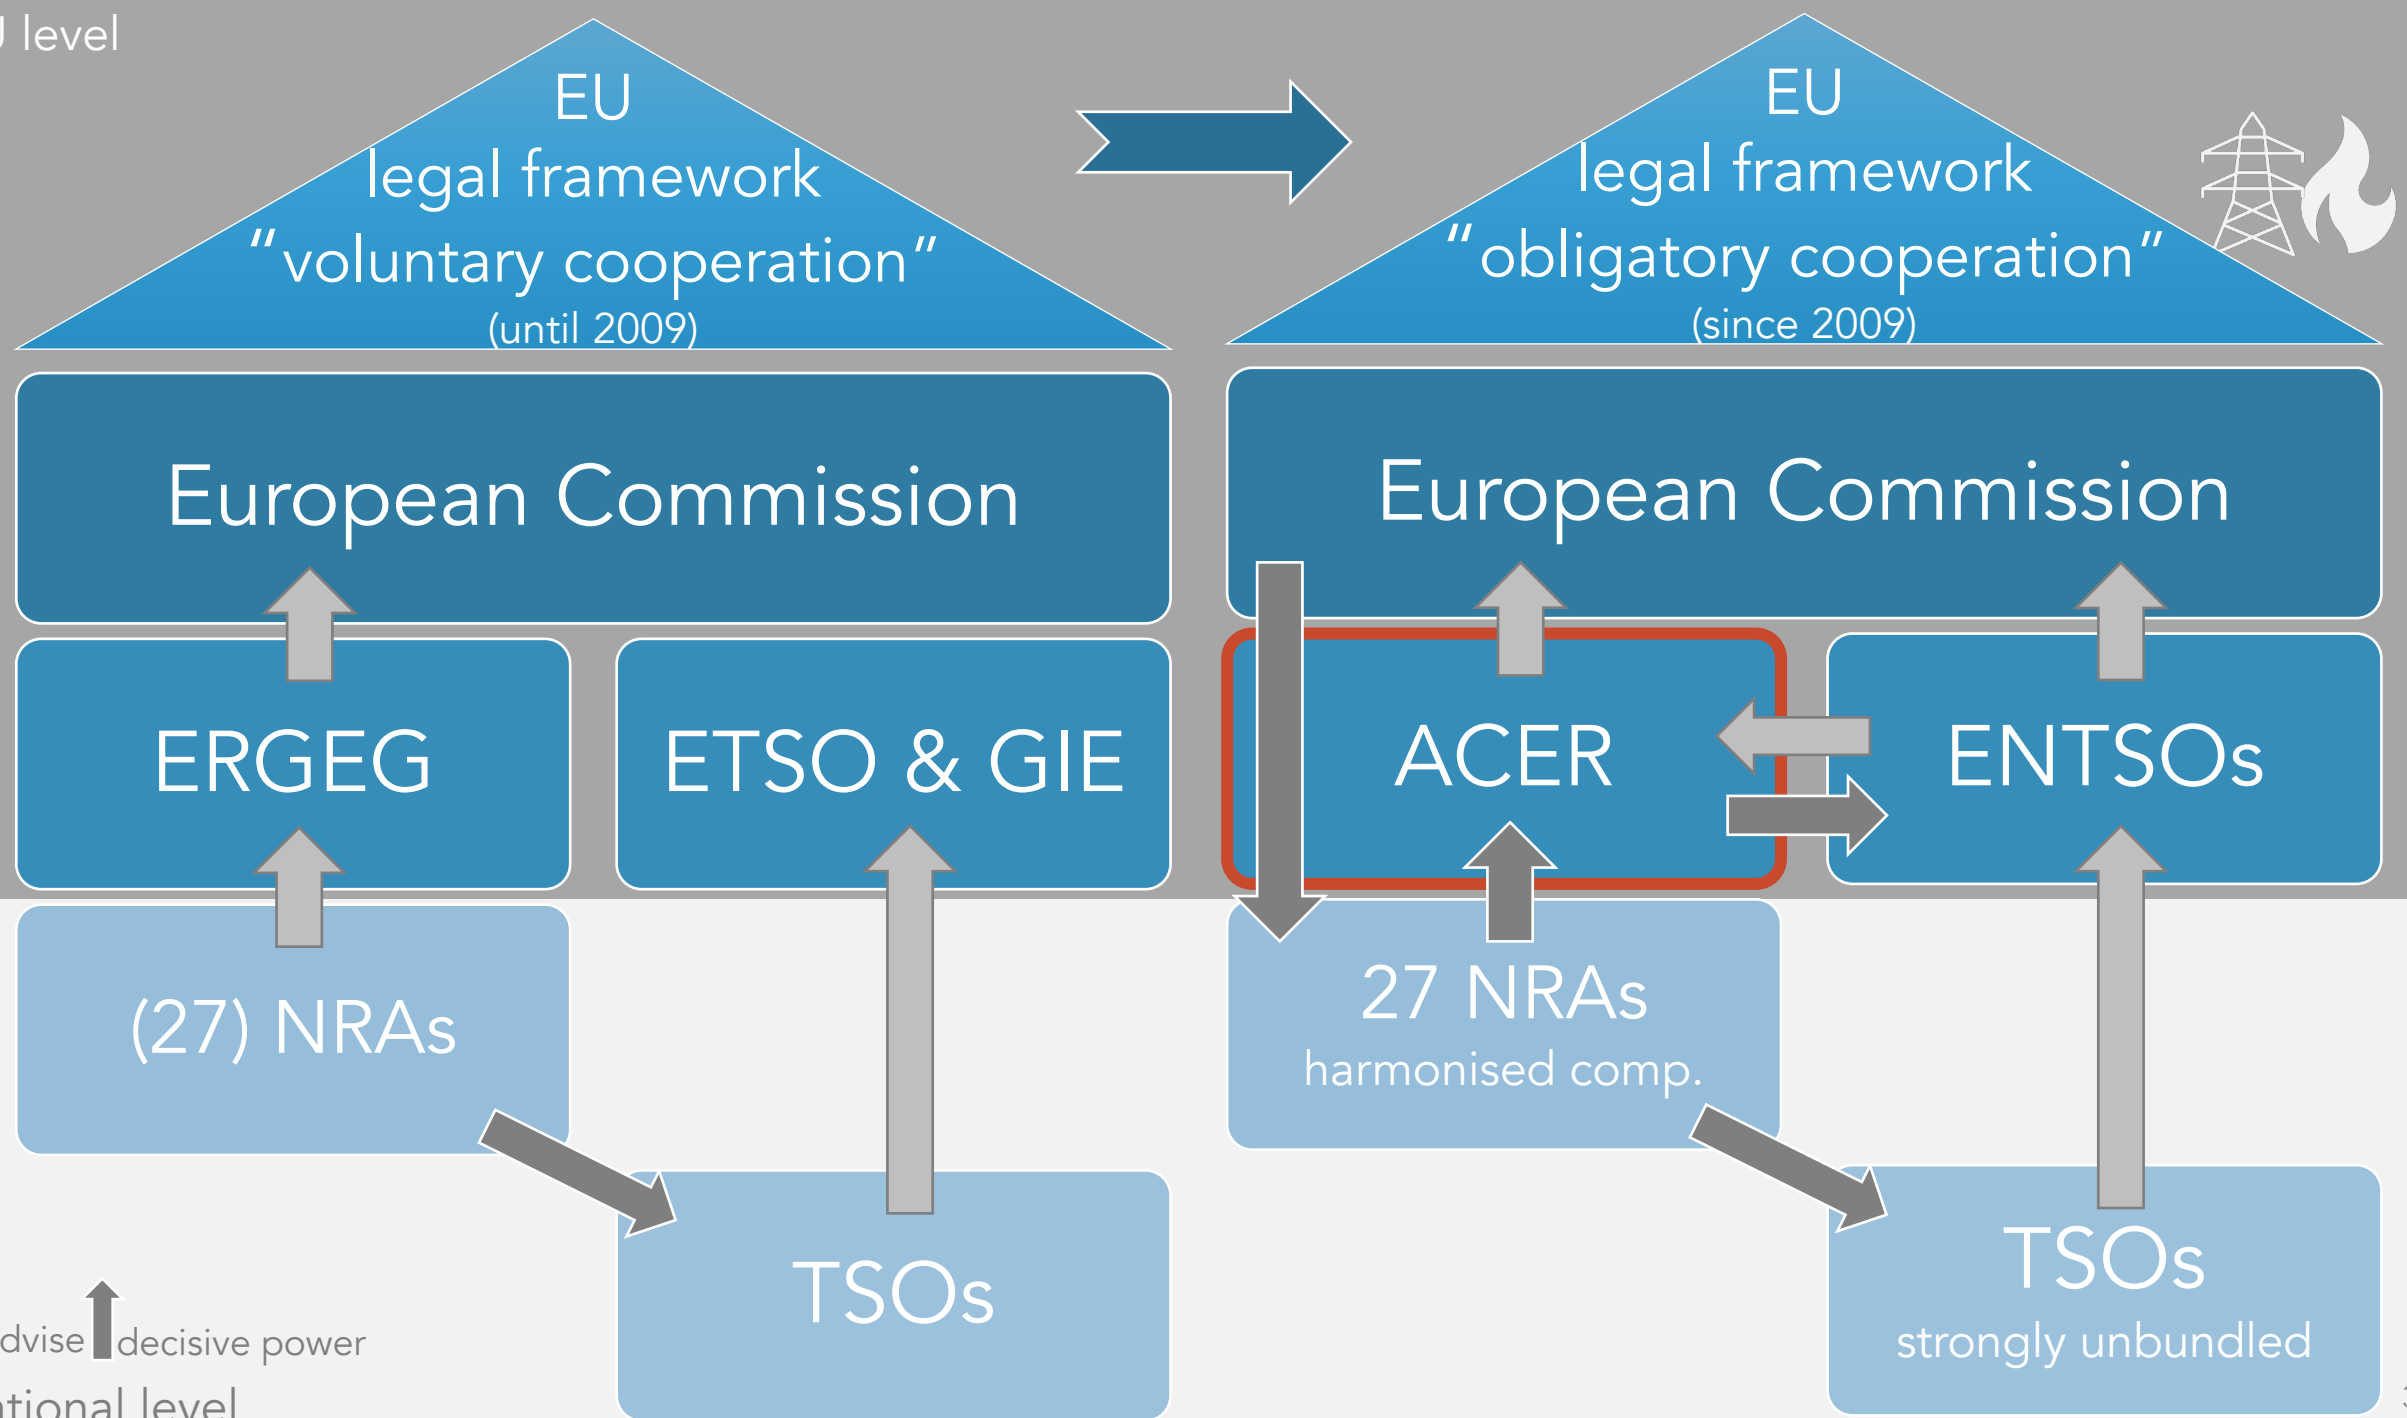 U level
EU
legal framework
“voluntary cooperation”
(until 2009)
European Commission
ERGEG
ETSO & GIE
(27) NRAs
TSOs
EU
legal framework
“obligatory cooperation”
(since 2009)
European Commission
ACER
ENTSOs
27 NRAs
harmonised comp.
TSOs
strongly unbundled
dvise decisive power
ational level